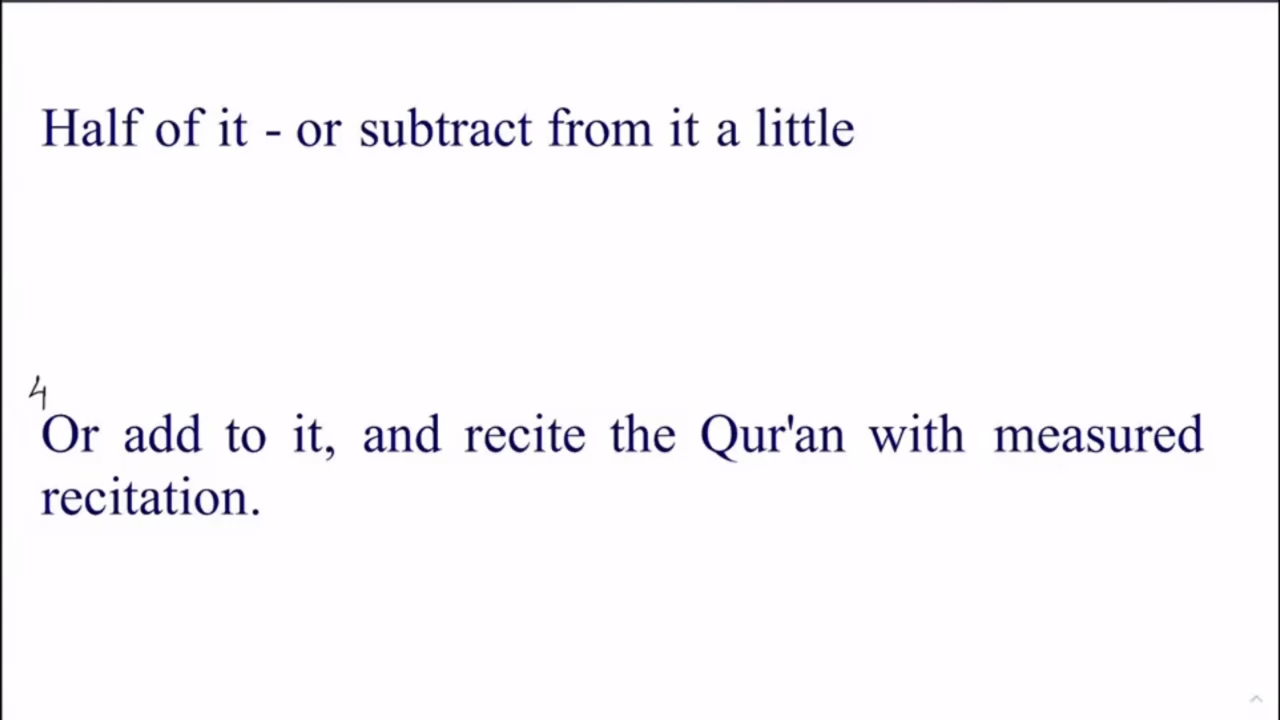 Half of it - or subtract from it a little
4
Or add to it, and recite the Qur'an with measured
recitation.